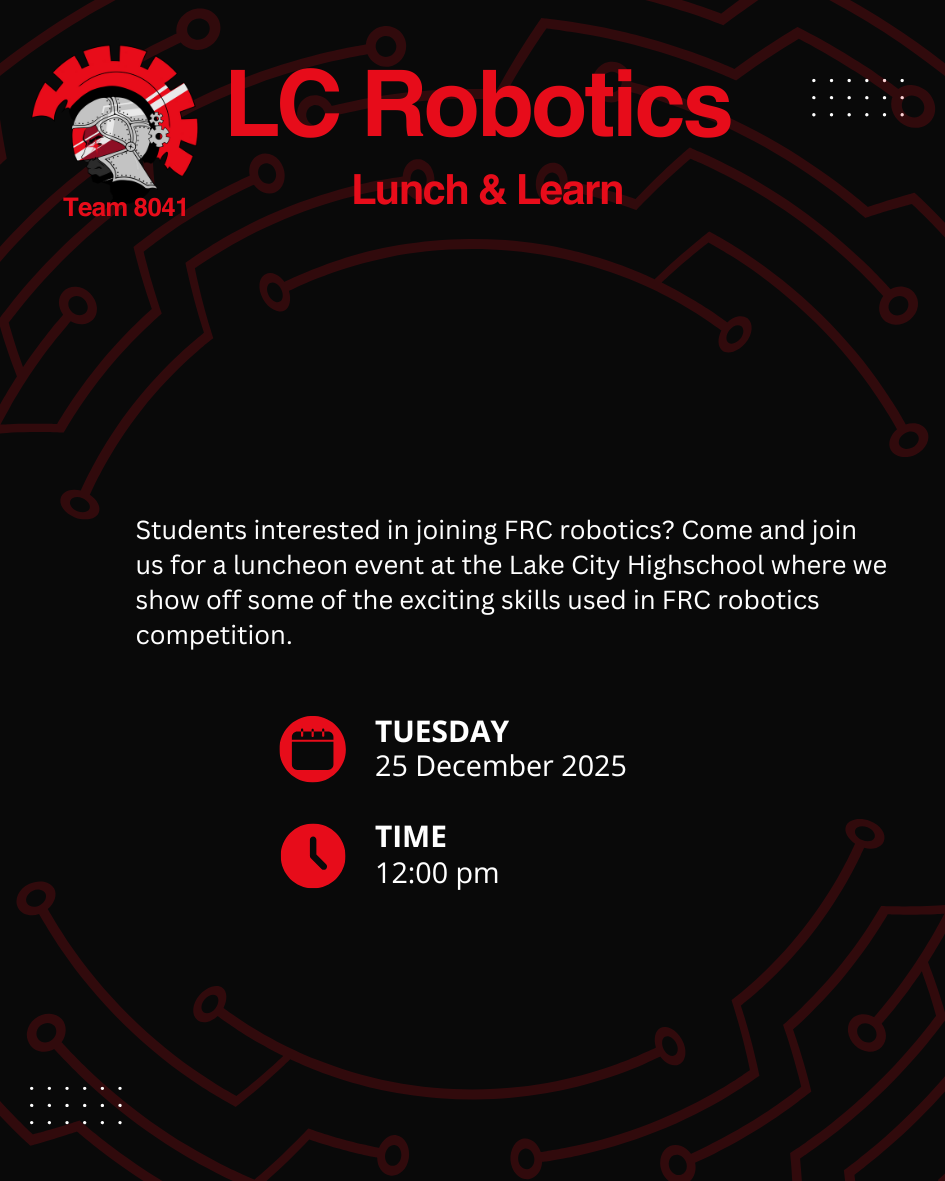 LC Robotics
Lunch & Learn
Team 8041
Students interested in joining FRC robotics? Come and join
us for a luncheon event at the Lake City Highschool where we
show off some of the exciting skills used in FRC robotics
competition.
TUESDAY
25 December 2025
TIME
12:00 pm